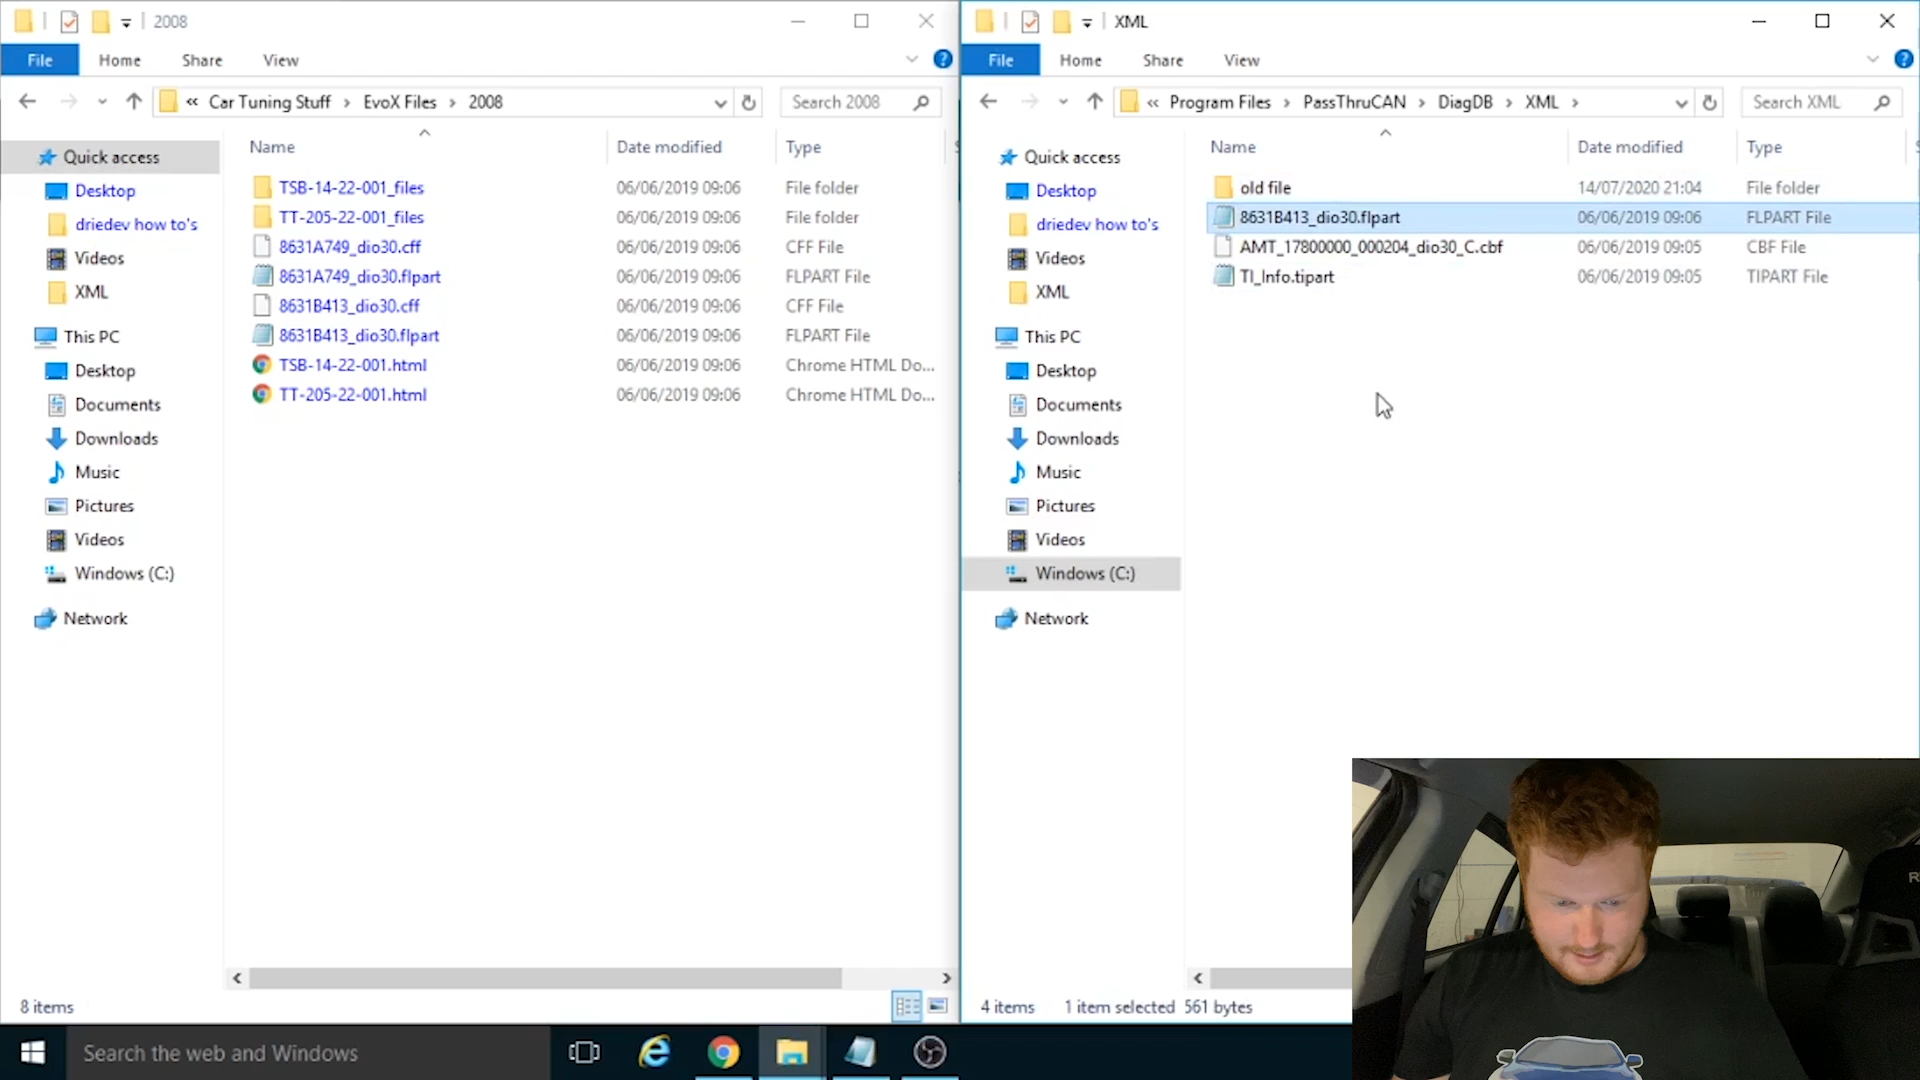 2008
File Home Share View
« Car Tuning Stuff › EvoX Files › 2008
Search 2008
Name Date modified Type
Quick access
Desktop
driedev how to's
Videos
XML
This PC
Desktop
Documents
Downloads
Music
Pictures
Videos
Windows (C:)
Network
TSB-14-22-001_files 06/06/2019 09:06 File folder
TT-205-22-001_files 06/06/2019 09:06 File folder
8631A749_dio30.cff 06/06/2019 09:06 CFF File
8631A749_dio30.flpart 06/06/2019 09:06 FLPART File
8631B413_dio30.cff 06/06/2019 09:06 CFF File
8631B413_dio30.flpart 06/06/2019 09:06 FLPART File
TSB-14-22-001.html 06/06/2019 09:06 Chrome HTML Do...
TT-205-22-001.html 06/06/2019 09:06 Chrome HTML Do...
8 items
XML
File Home Share View
« Program Files › PassThruCAN › DiagDB › XML ›
Search XML
Name Date modified Type
Quick access
Desktop
driedev how to's
Videos
XML
This PC
Desktop
Documents
Downloads
Music
Pictures
Videos
Windows (C:)
Network
old file 14/07/2020 21:04 File folder
8631B413_dio30.flpart 06/06/2019 09:06 FLPART File
AMT_17800000_000204_dio30_C.cbf 06/06/2019 09:05 CBF File
TI_Info.tipart 06/06/2019 09:05 TIPART File
4 items 1 item selected 561 bytes
Search the web and Windows